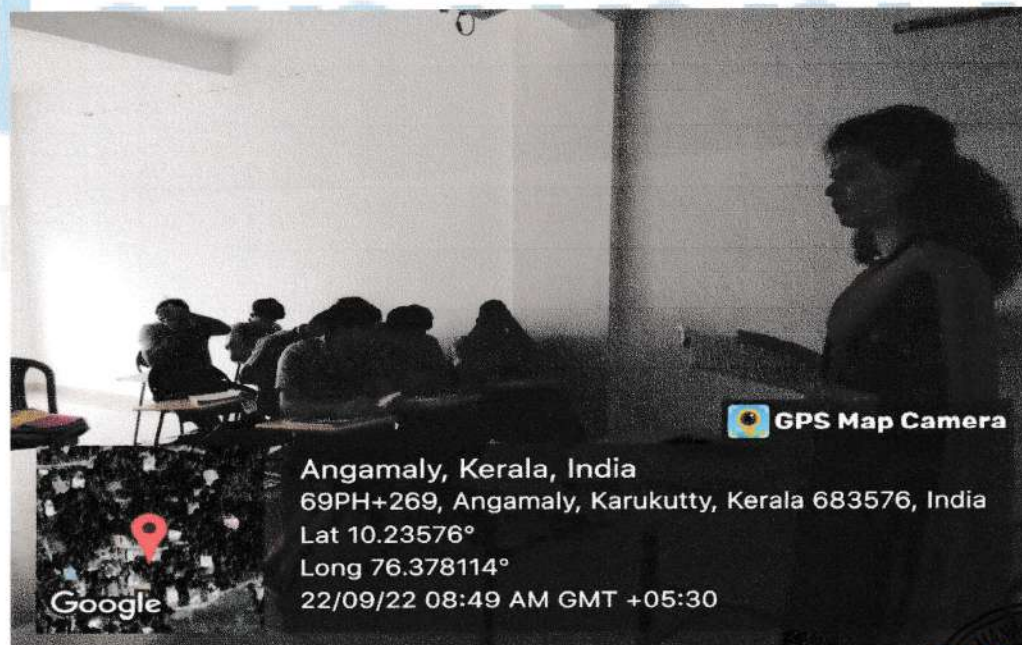 GPS Map Camera
Angamaly, Kerala, India
69PH+269, Angamaly, Karukutty, Kerala 683576, India
Lat 10.23576°
Long 76.378114°
22/09/22 08:49 AM GMT +05:30
Google